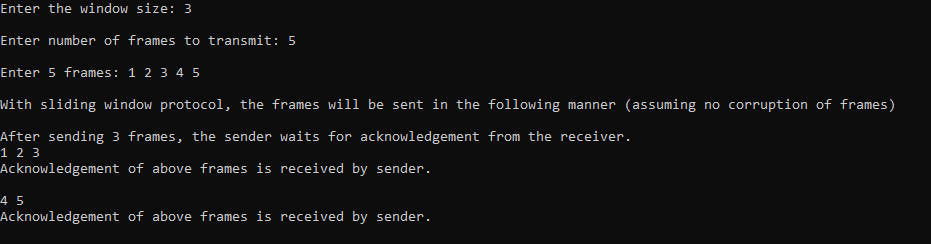 Enter the window size: 3
Enter number of frames to transmit: 5
Enter 5 frames: 1 2 3 4 5
With sliding window protocol, the frames will be sent in the following manner (assuming no corruption of frames)
After sending 3 frames, the sender waits for acknowledgement from the receiver.
1 2 3
Acknowledgement of above frames is received by sender.
4 5
Acknowledgement of above frames is received by sender.